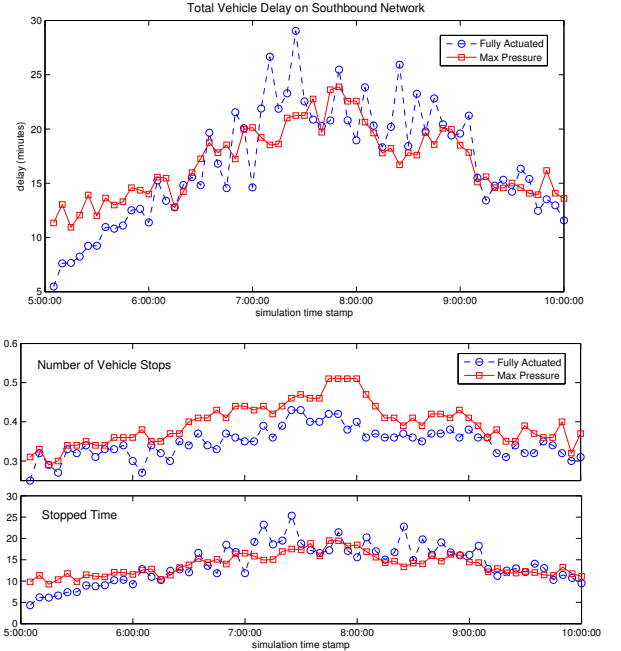 Total Vehicle Delay on Southbound Network
30
25
20
15
10
5
delay (minutes)
Fully Actuated
Max Pressure
5:00:00 6:00:00 7:00:00 8:00:00 9:00:00 10:00:00
simulation time stamp
0.6
0.5
0.4
0.3
Number of Vehicle Stops
Fully Actuated
Max Pressure
30
25
20
15
10
5
0
Stopped Time
5:00:00 6:00:00 7:00:00 8:00:00 9:00:00 10:00:00
simulation time stamp